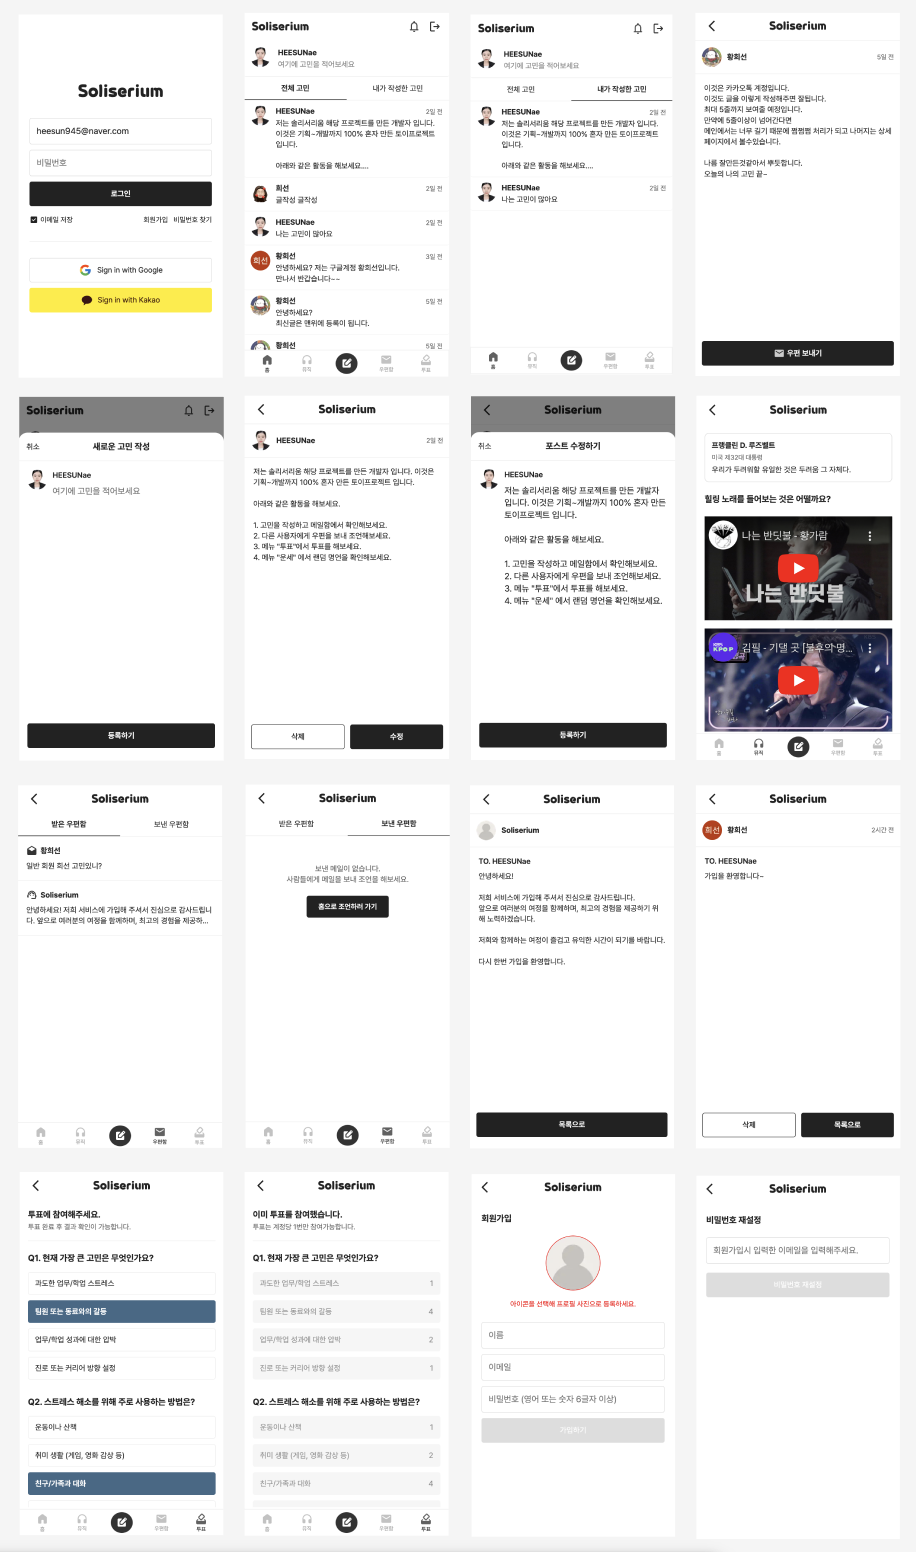 Soliserium
heesun945@naver.com
비밀번호
로그인
이메일 저장
회원가입 비밀번호 찾기
Sign in with Google
Sign in with Kakao
Soliserium
HEESUNae
여기에 고민을 적어보세요
전체 고민
내가 작성한 고민
HEESUNae
2일 전
저는 솔리서리움 해당 프로젝트를 만든 개발자 입니다.
이것은 기획~개발까지 100% 혼자 만든 토이프로젝트
입니다.
아래와 같은 활동을 해보세요....
희선
2일 전
글작성 글작성
HEESUNae
2일 전
나는 고민이 많아요
희선
황희선
3일 전
안녕하세요? 저는 구글계정 황희선입니다.
만나서 반갑습니다~~
황희선
5일 전
안녕하세요?
최신글은 맨위에 등록이 됩니다.
황희선
5일 전
홈
뮤직
우편함
투표
Soliserium
HEESUNae
여기에 고민을 적어보세요
전체 고민
내가 작성한 고민
HEESUNae
2일 전
저는 솔리서리움 해당 프로젝트를 만든 개발자 입니다.
이것은 기획~개발까지 100% 혼자 만든 토이프로젝트
입니다.
아래와 같은 활동을 해보세요....
HEESUNae
2일 전
나는 고민이 많아요
홈
뮤직
우편함
투표
Soliserium
황희선
5일 전
이것은 카카오톡 계정입니다.
이것도 글을 이렇게 작성해주면 잘됩니다.
최대 5줄까지 보여줄 예정입니다.
만약에 5줄이상이 넘어간다면
메인에서는 너무 길기 때문에 쩜쩜쩜 처리가 되고 나머지는 상세
페이지에서 볼수있습니다.
나름 잘만든것같아서 뿌듯합니다.
오늘의 나의 고민 끝~
우편 보내기
Soliserium
취소
새로운 고민 작성
HEESUNae
여기에 고민을 적어보세요
등록하기
Soliserium
HEESUNae
2일 전
저는 솔리서리움 해당 프로젝트를 만든 개발자 입니다. 이것은
기획~개발까지 100% 혼자 만든 토이프로젝트 입니다.
아래와 같은 활동을 해보세요.
1. 고민을 작성하고 메일함에서 확인해보세요.
2. 다른 사용자에게 우편을 보내 조언해보세요.
3. 메뉴 "투표"에서 투표를 해보세요.
4. 메뉴 "운세" 에서 랜덤 명언을 확인해보세요.
삭제
수정
Soliserium
취소
포스트 수정하기
HEESUNae
저는 솔리서리움 해당 프로젝트를 만든 개발자
입니다. 이것은 기획~개발까지 100% 혼자 만든
토이프로젝트 입니다.
아래와 같은 활동을 해보세요.
1. 고민을 작성하고 메일함에서 확인해보세요.
2. 다른 사용자에게 우편을 보내 조언해보세요.
3. 메뉴 "투표"에서 투표를 해보세요.
4. 메뉴 "운세" 에서 랜덤 명언을 확인해보세요.
등록하기
Soliserium
프랭클린 D. 루즈벨트
미국 제32대 대통령
우리가 두려워할 유일한 것은 두려움 그 자체다.
힐링 노래를 들어보는 것은 어떨까요?
나는 반딧불 - 황가람
나는 반딧불
KPOP
김필 - 기댈 곳 [불후의 명...
홈
뮤직
우편함
투표
Soliserium
받은 우편함
보낸 우편함
황희선
일반 회원 희선 고민있니?
Soliserium
안녕하세요! 저희 서비스에 가입해 주셔서 진심으로 감사드립니
다. 앞으로 여러분의 여정을 함께하며, 최고의 경험을 제공하...
홈
뮤직
우편함
투표
Soliserium
받은 우편함
보낸 우편함
보낸 메일이 없습니다.
사람들에게 메일을 보내 조언을 해보세요.
홈으로 조언하러 가기
홈
뮤직
우편함
투표
Soliserium
Soliserium
TO. HEESUNae
안녕하세요!
저희 서비스에 가입해 주셔서 진심으로 감사드립니다.
앞으로 여러분의 여정을 함께하며, 최고의 경험을 제공하기 위
해 노력하겠습니다.
저희와 함께하는 여정이 즐겁고 유익한 시간이 되기를 바랍니다.
다시 한번 가입을 환영합니다.
목록으로
Soliserium
희선
황희선
2시간 전
TO. HEESUNae
가입을 환영합니다~
삭제
목록으로
Soliserium
투표에 참여해주세요.
투표 완료 후 결과 확인이 가능합니다.
Q1. 현재 가장 큰 고민은 무엇인가요?
과도한 업무/학업 스트레스
팀원 또는 동료와의 갈등
업무/학업 성과에 대한 압박
진로 또는 커리어 방향 설정
Q2. 스트레스 해소를 위해 주로 사용하는 방법은?
운동이나 산책
취미 생활 (게임, 영화 감상 등)
친구/가족과 대화
홈
뮤직
우편함
투표
Soliserium
이미 투표를 참여했습니다.
투표는 계정당 1번만 참여가능합니다.
Q1. 현재 가장 큰 고민은 무엇인가요?
과도한 업무/학업 스트레스 1
팀원 또는 동료와의 갈등 4
업무/학업 성과에 대한 압박 2
진로 또는 커리어 방향 설정 1
Q2. 스트레스 해소를 위해 주로 사용하는 방법은?
운동이나 산책 1
취미 생활 (게임, 영화 감상 등) 2
친구/가족과 대화 4
홈
뮤직
우편함
투표
Soliserium
회원가입
아이콘을 선택해 프로필 사진으로 등록하세요.
이름
이메일
비밀번호 (영어 또는 숫자 6글자 이상)
가입하기
Soliserium
비밀번호 재설정
회원가입시 입력한 이메일을 입력해주세요.
비밀번호 재설정